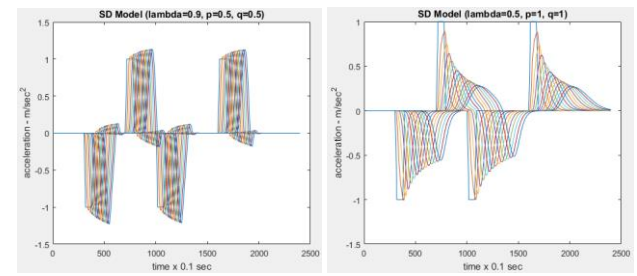 SD Model (lambda=0.9, p=0.5, q=0.5)
1.5
1
0.5
0
-0.5
-1
-1.5
acceleration - m/sec²
0 500 1000 1500 2000 2500
time x 0.1 sec
SD Model (lambda=0.5, p=1, q=1)
1
0.5
0
-0.5
-1
-1.5
acceleration - m/sec²
0 500 1000 1500 2000 2500
time x 0.1 sec